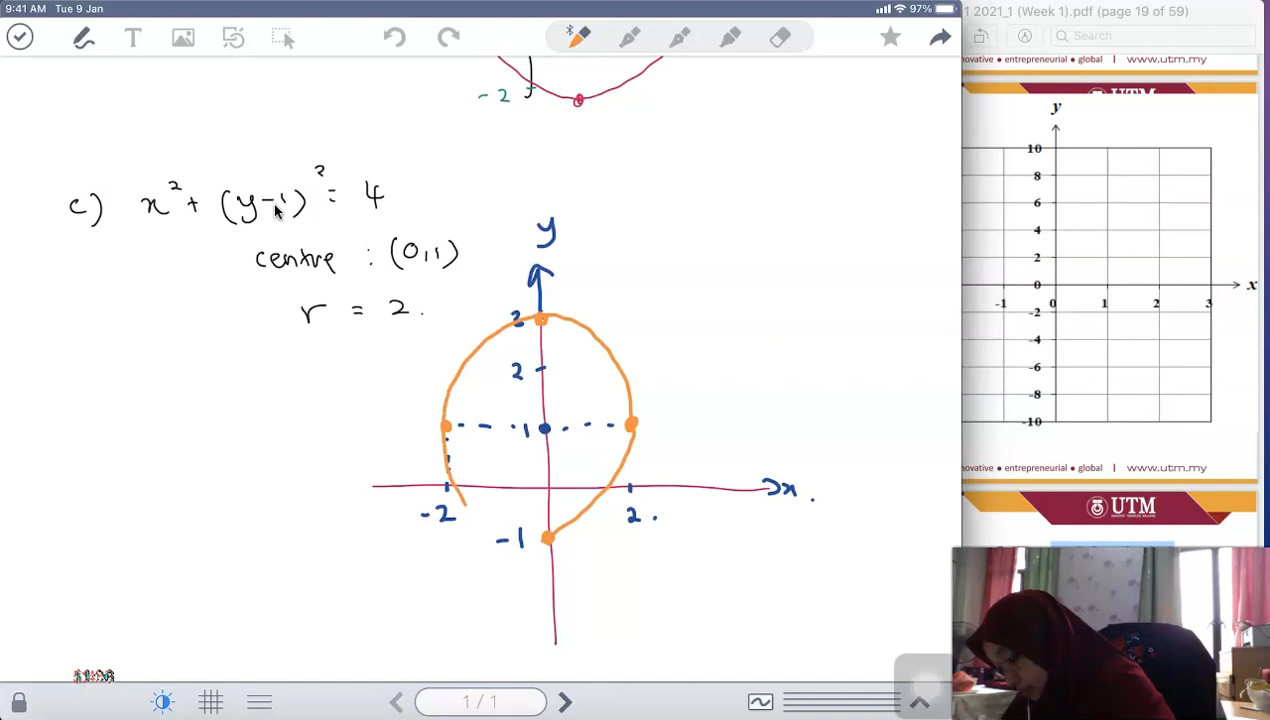 9:41 AM Tue 9 Jan
97%
1 2021_1 (Week 1).pdf (page 19 of 59)
Search
novative • entrepreneurial • global | www.utm.my
UTM
-2
c) x² + (y-1)² = 4
centre : (0,1)
r = 2.
y
3
2
1
-2
2.
x.
-1
y
10
8
6
4
2
0
x
-1
0
1
2
3
-2
-4
-6
-8
-10
novative • entrepreneurial • global | www.utm.my
UTM
1 / 1